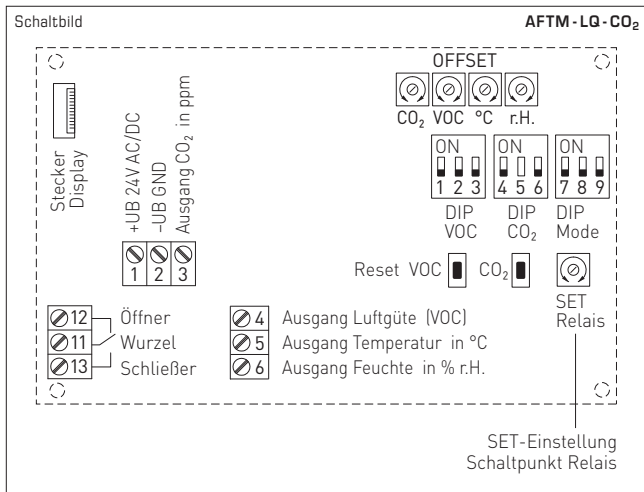 Schaltbild
AFTM-LQ-CO₂
OFFSET
CO₂ VOC °C r.H.
Stecker
Display
+UB 24V AC/DC
–UB GND
Ausgang CO₂ in ppm
1 2 3
ON
1 2 3
ON
4 5 6
ON
7 8 9
DIP
VOC
DIP
CO₂
DIP
Mode
Reset VOC
CO₂
SET
Relais
12 Öffner
11 Wurzel
13 Schließer
4 Ausgang Luftgüte (VOC)
5 Ausgang Temperatur in °C
6 Ausgang Feuchte in % r.H.
SET-Einstellung
Schaltpunkt Relais